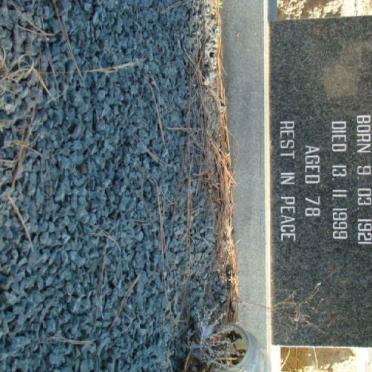 BORN 9 03 1921
DIED 13 11 1999
AGED 78
REST IN PEACE